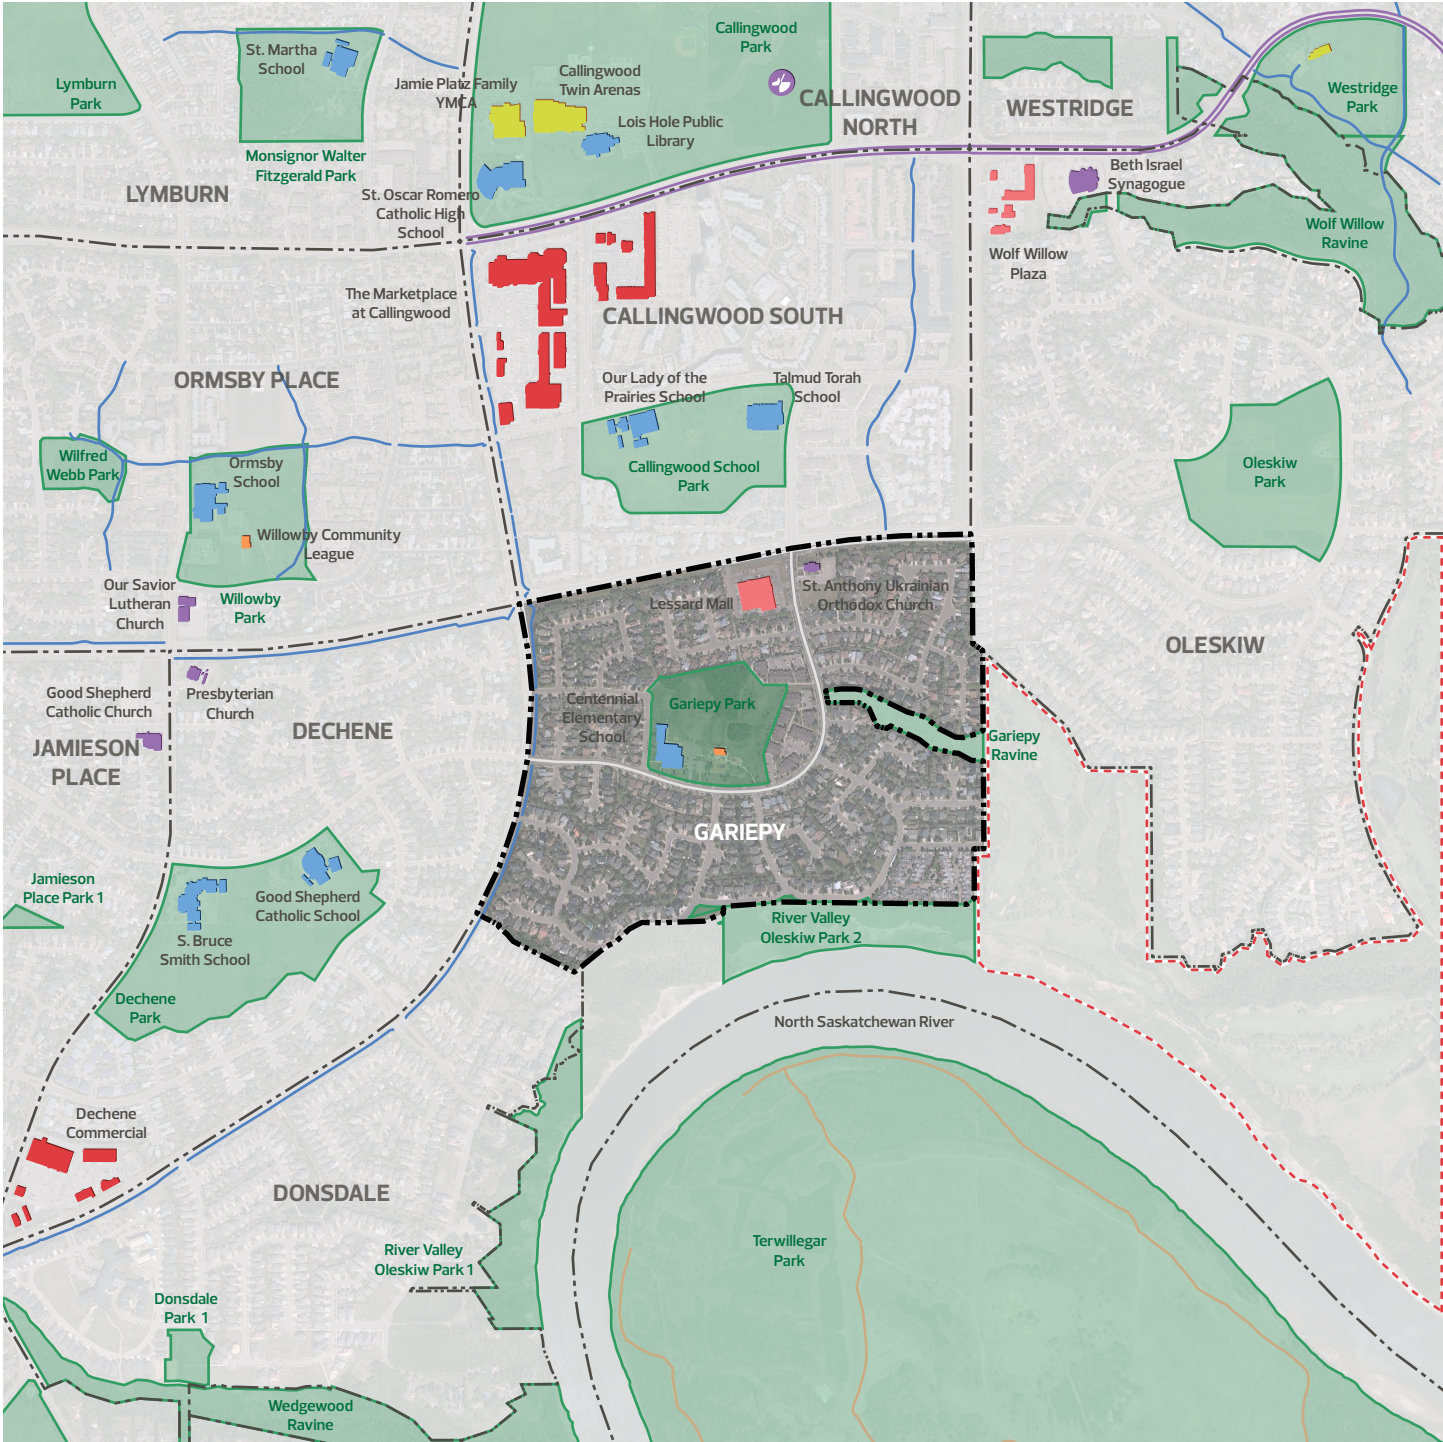 Callingwood
Park
St. Martha
School
Lymburn
Park
Jamie Platz Family
YMCA
Callingwood
Twin Arenas
Lois Hole Public
Library
CALLINGWOOD
NORTH
WESTRIDGE
Westridge
Park
Monsignor Walter
Fitzgerald Park
LYMBURN
St. Oscar Romero
Catholic High
School
Beth Israel
Synagogue
Wolf Willow
Ravine
Wolf Willow
Plaza
The Marketplace
at Callingwood
CALLINGWOOD SOUTH
ORMSBY PLACE
Our Lady of the
Prairies School
Talmud Torah
School
Wilfred
Webb Park
Ormsby
School
Callingwood School
Park
Oleskiw
Park
Willowby Community
League
Our Savior
Lutheran
Church
Willowby
Park
Lessard Mall
St. Anthony Ukrainian
Orthodox Church
OLESKIW
Good Shepherd
Catholic Church
Presbyterian
Church
Centennial
Elementary
School
Gariepy Park
DECHENE
JAMIESON
PLACE
Gariepy
Ravine
GARIEPY
Jamieson
Place Park 1
Good Shepherd
Catholic School
S. Bruce
Smith School
River Valley
Oleskiw Park 2
Dechene
Park
North Saskatchewan River
Dechene
Commercial
DONSDALE
River Valley
Oleskiw Park 1
Terwillegar
Park
Donsdale
Park 1
Wedgewood
Ravine